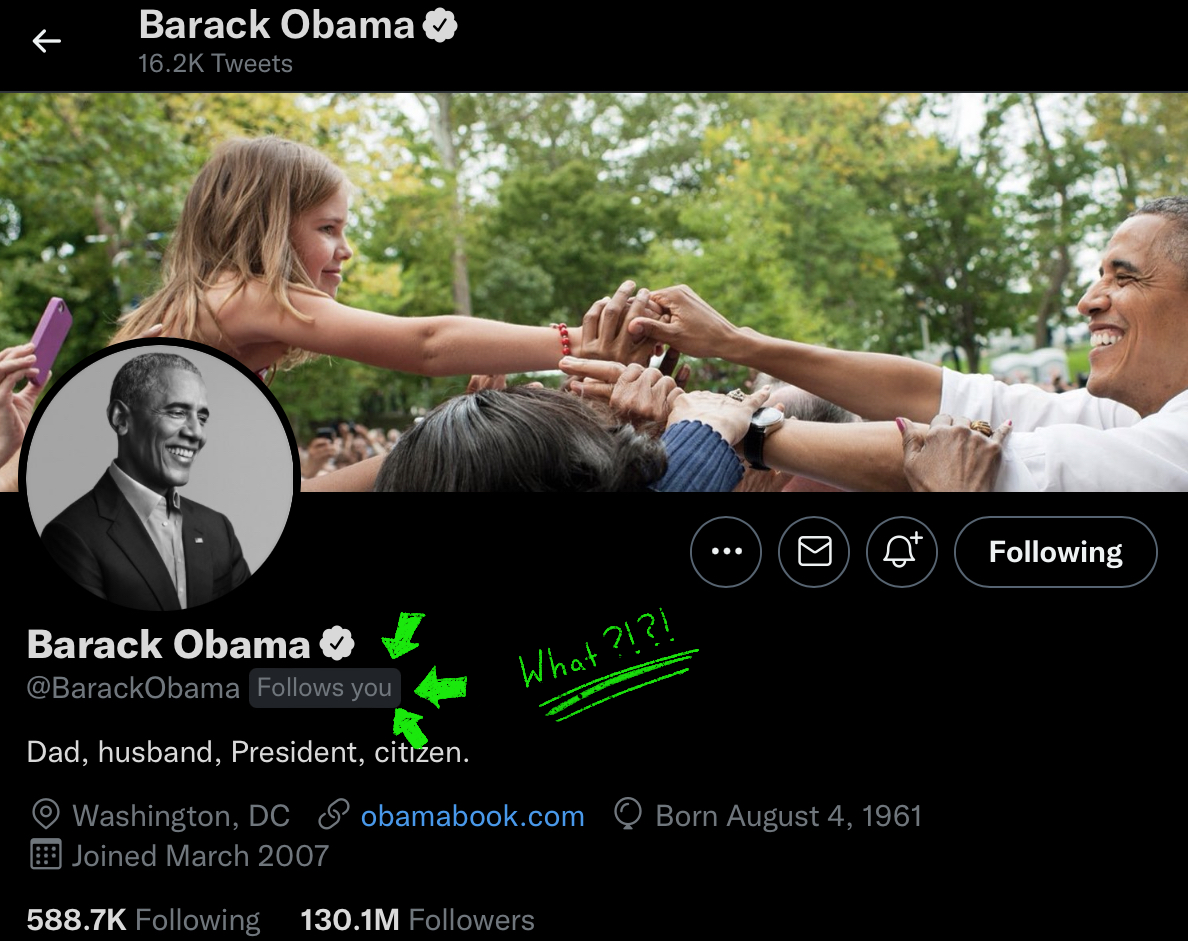 Barack Obama
16.2K Tweets
Following
Barack Obama
@BarackObama Follows you
What?!?!
Dad, husband, President, citizen.
Washington, DC obamabook.com Born August 4, 1961
Joined March 2007
588.7K Following 130.1M Followers